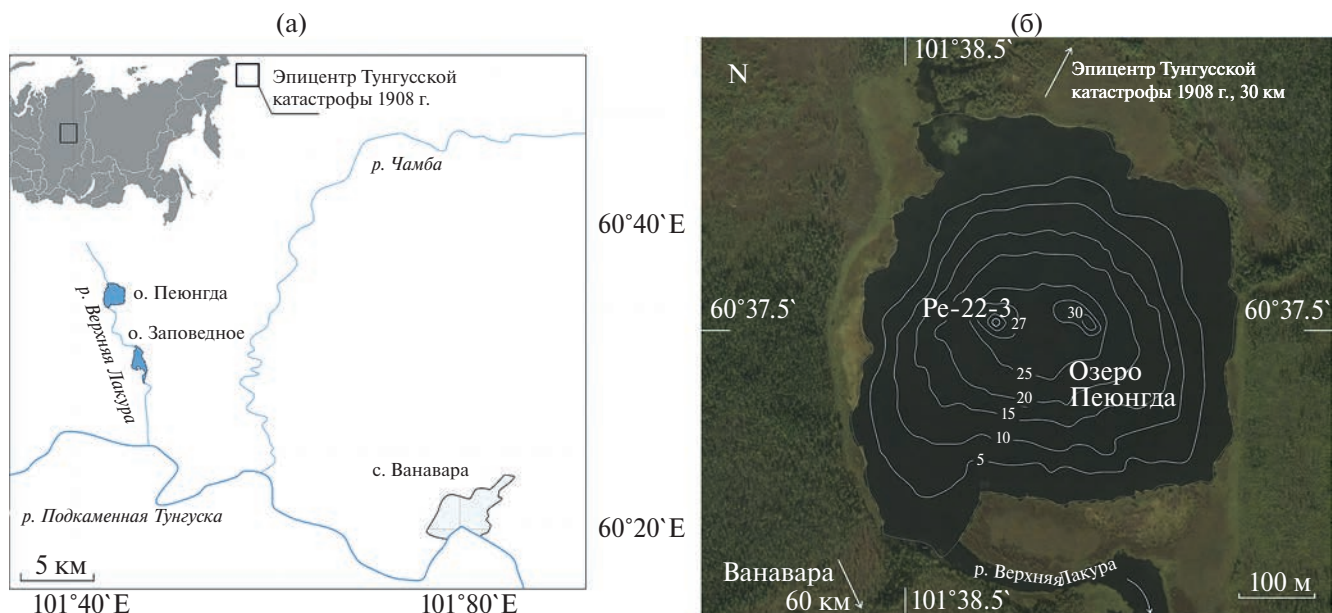 (а)
Эпицентр Тунгусской
катастрофы 1908 г.
р. Чамба
60°40` E
о. Пеюнгда
о. Заповедное
р. Верхняя Лакура
с. Ванавара
р. Подкаменная Тунгуска
60°20` E
5 км
101°40` E
101°80` E
(б)
N
101°38.5`
Эпицентр Тунгусской
катастрофы 1908 г., 30 км
60°37.5`
60°37.5`
Pe-22-3
27
30
25
Озеро
Пеюнгда
20
15
10
5
р. Верхняя Лакура
Ванавара
60 км
101°38.5`
100 м